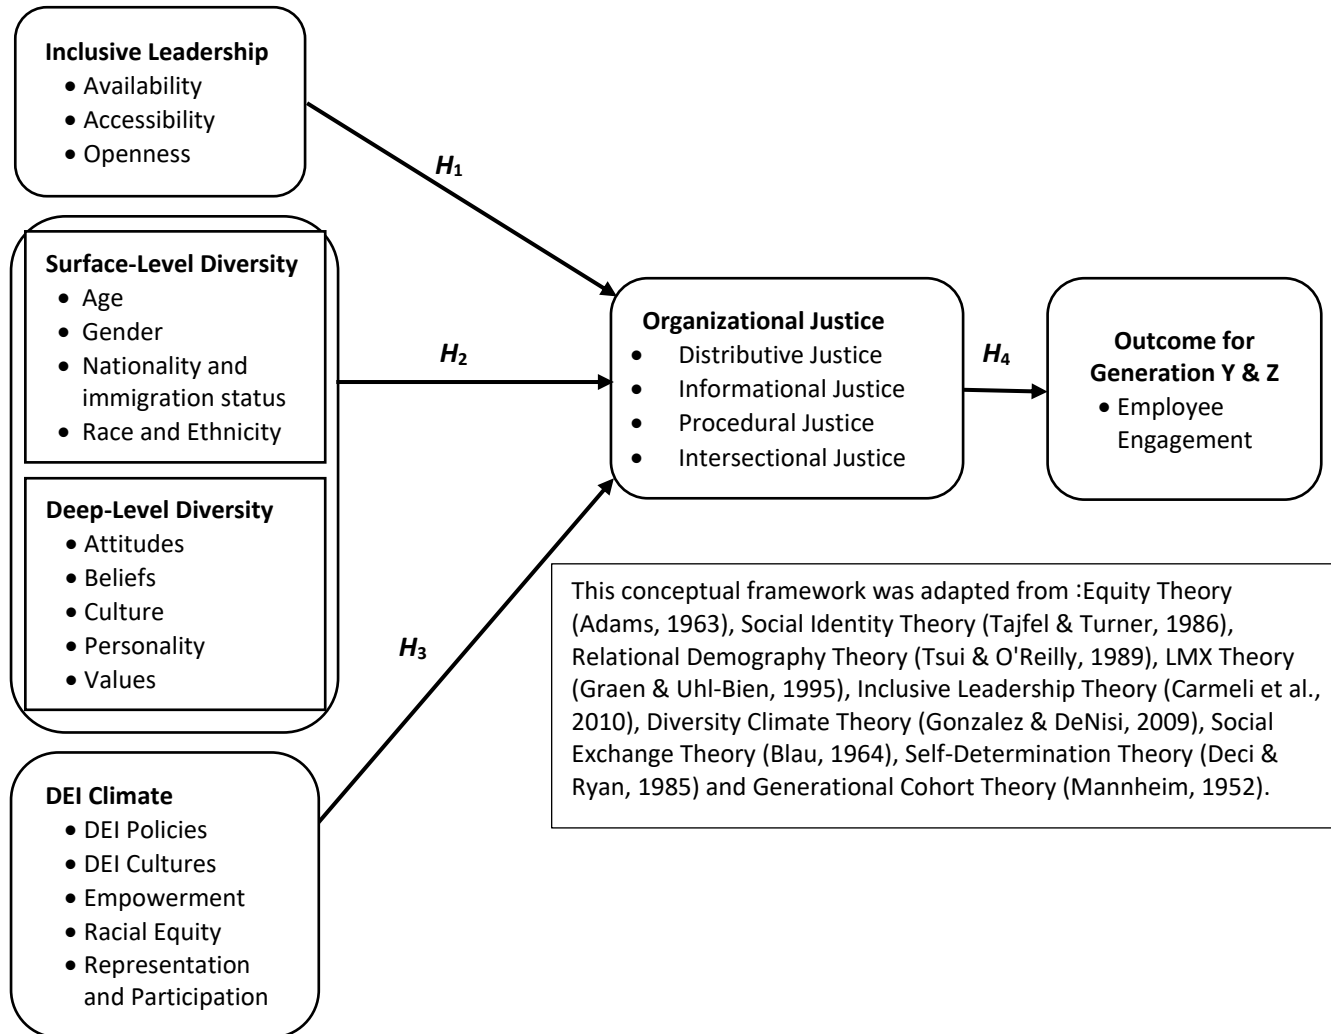 Inclusive Leadership
• Availability
• Accessibility
• Openness
H1
Surface-Level Diversity
• Age
• Gender
• Nationality and
immigration status
• Race and Ethnicity
H2
Deep-Level Diversity
• Attitudes
• Beliefs
• Culture
• Personality
• Values
H3
DEI Climate
• DEI Policies
• DEI Cultures
• Empowerment
• Racial Equity
• Representation
and Participation
Organizational Justice
• Distributive Justice
• Informational Justice
• Procedural Justice
• Intersectional Justice
H4
Outcome for
Generation Y & Z
• Employee
Engagement
This conceptual framework was adapted from :Equity Theory
(Adams, 1963), Social Identity Theory (Tajfel & Turner, 1986),
Relational Demography Theory (Tsui & O'Reilly, 1989), LMX Theory
(Graen & Uhl-Bien, 1995), Inclusive Leadership Theory (Carmeli et al.,
2010), Diversity Climate Theory (Gonzalez & DeNisi, 2009), Social
Exchange Theory (Blau, 1964), Self-Determination Theory (Deci &
Ryan, 1985) and Generational Cohort Theory (Mannheim, 1952).